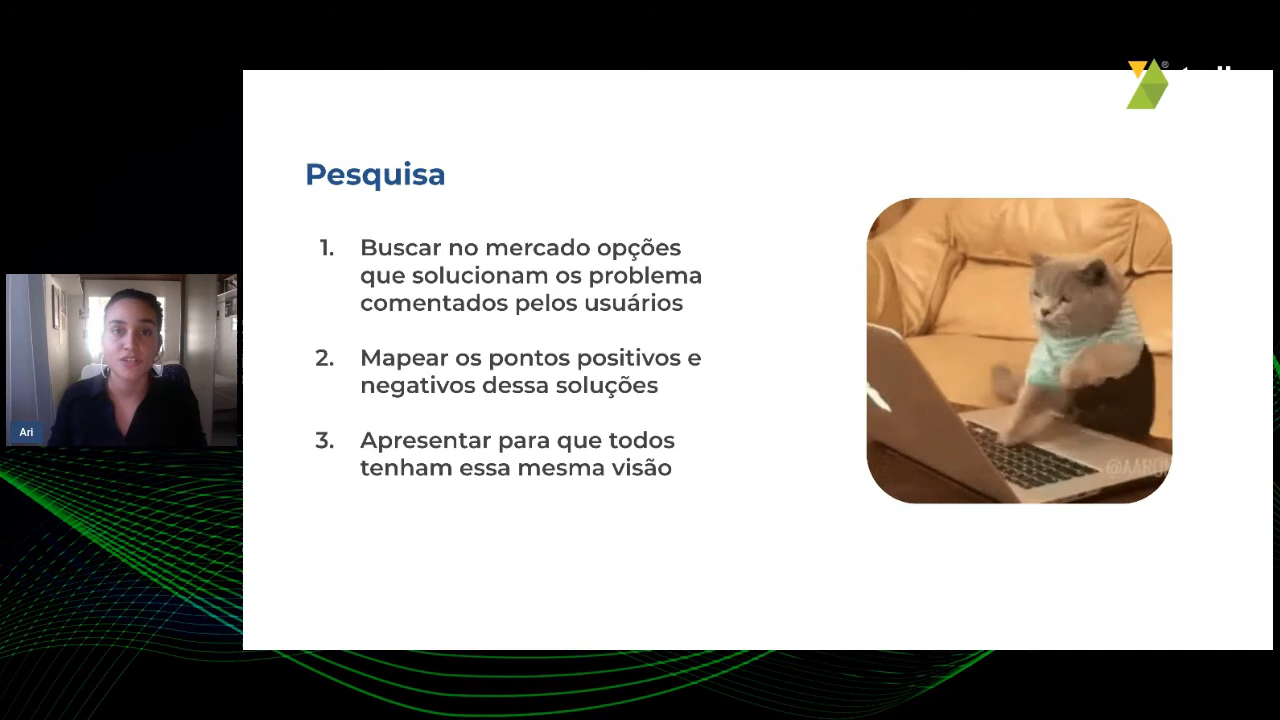 Pesquisa
1. Buscar no mercado opções
que solucionam os problema
comentados pelos usuários
2. Mapear os pontos positivos e
negativos dessa soluções
3. Apresentar para que todos
tenham essa mesma visão
Ari